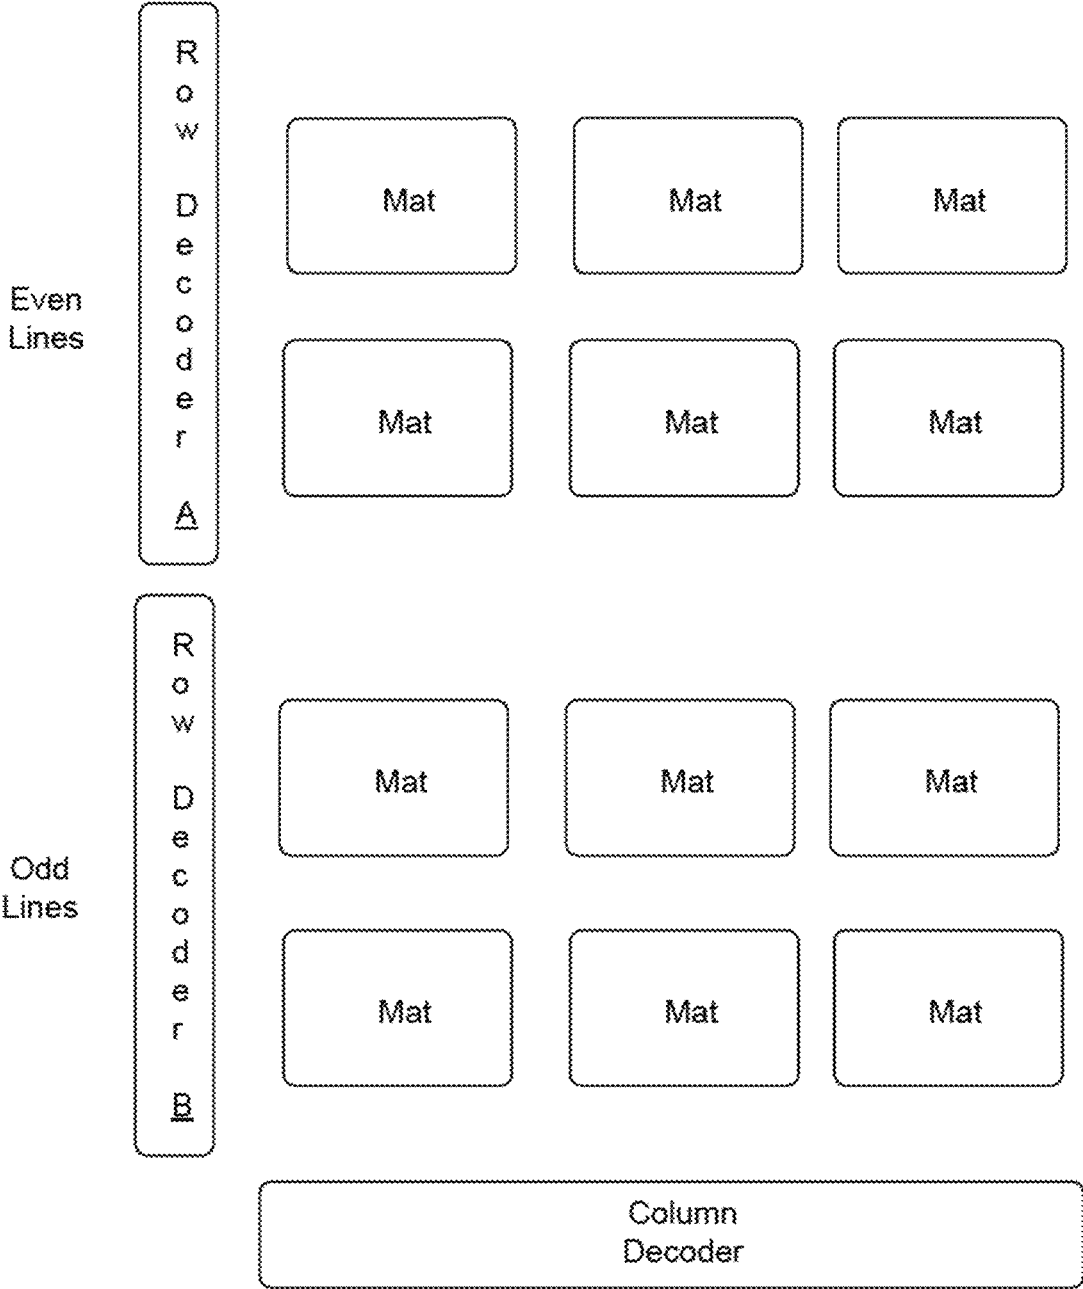 Even
Lines
Row Decoder A
Mat
Mat
Mat
Mat
Mat
Mat
Odd
Lines
Row Decoder B
Mat
Mat
Mat
Mat
Mat
Mat
Column
Decoder